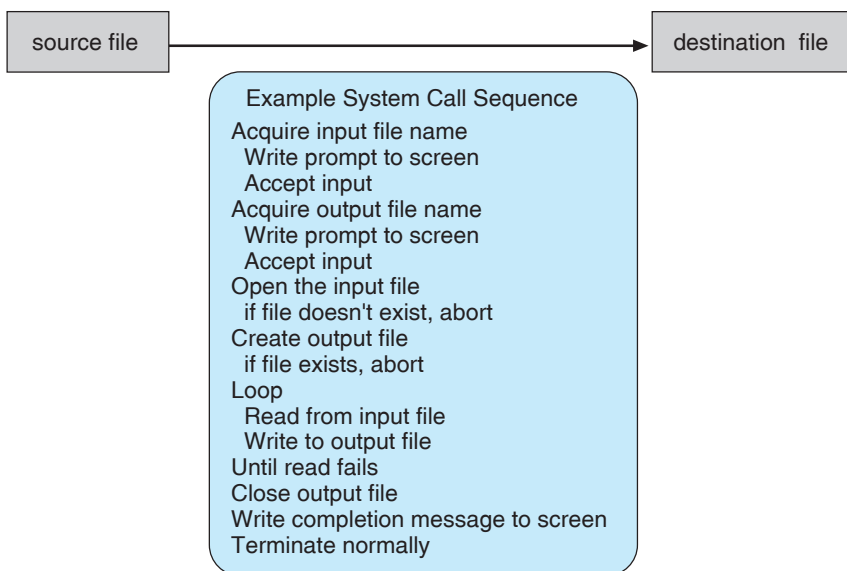 source file
destination file
Example System Call Sequence
Acquire input file name
Write prompt to screen
Accept input
Acquire output file name
Write prompt to screen
Accept input
Open the input file
if file doesn't exist, abort
Create output file
if file exists, abort
Loop
Read from input file
Write to output file
Until read fails
Close output file
Write completion message to screen
Terminate normally